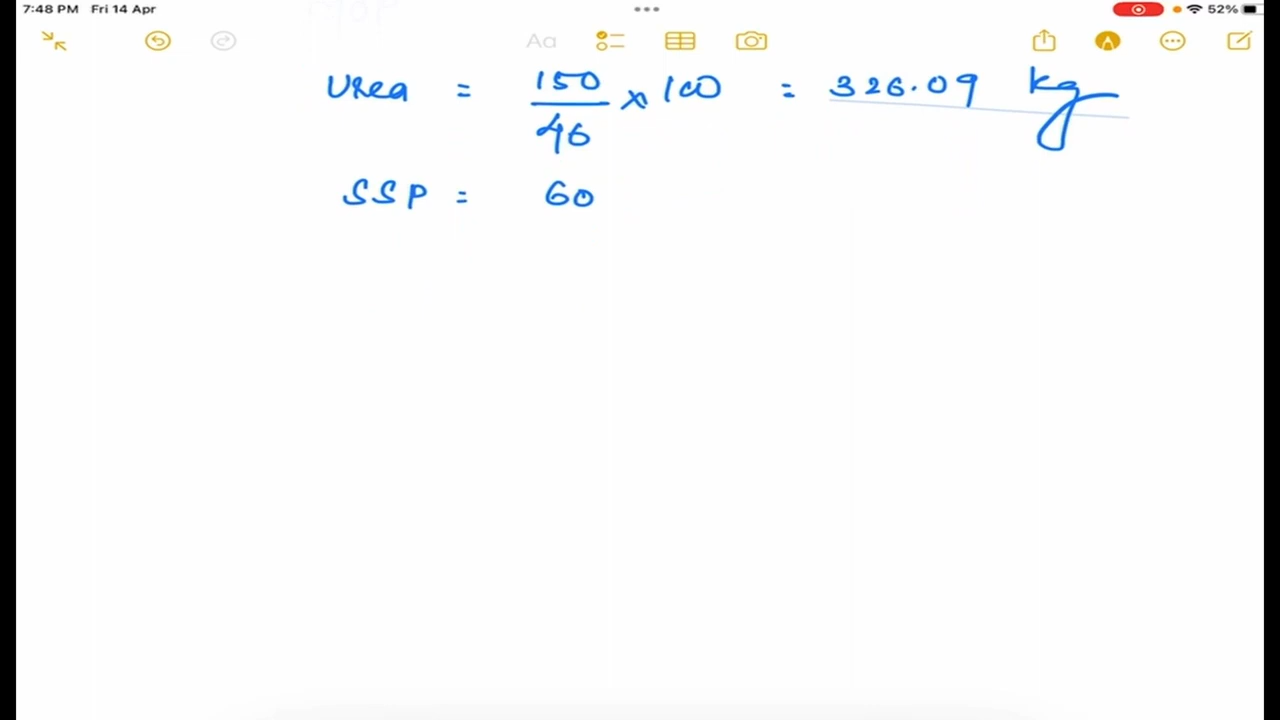 7:48 PM Fri 14 Apr 52%
Aa
Urea = 150/46 × 100 = 326.09 kg
SSP = 60